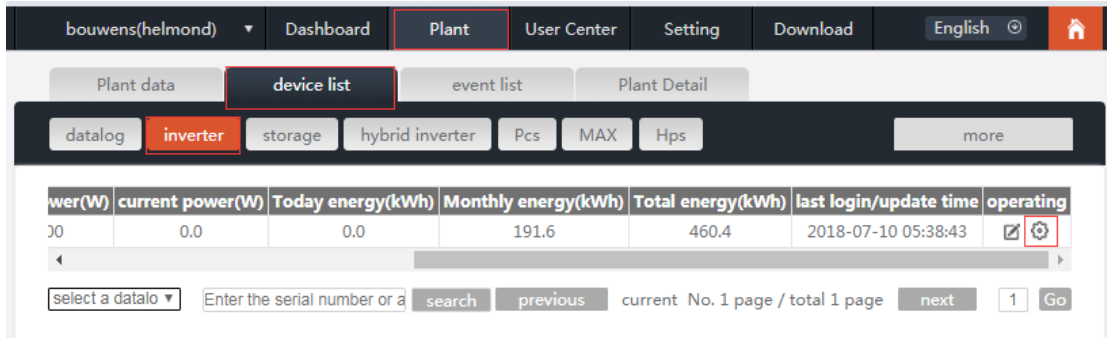 bouwens(helmond) Dashboard Plant User Center Setting Download English
Plant data device list event list Plant Detail
datalog inverter storage hybrid inverter Pcs MAX Hps more
wer(W) current power(W) Today energy(kWh) Monthly energy(kWh) Total energy(kWh) last login/update time operating
00 0.0 0.0 191.6 460.4 2018-07-10 05:38:43
select a datalo Enter the serial number or a search previous current No. 1 page / total 1 page next 1 Go